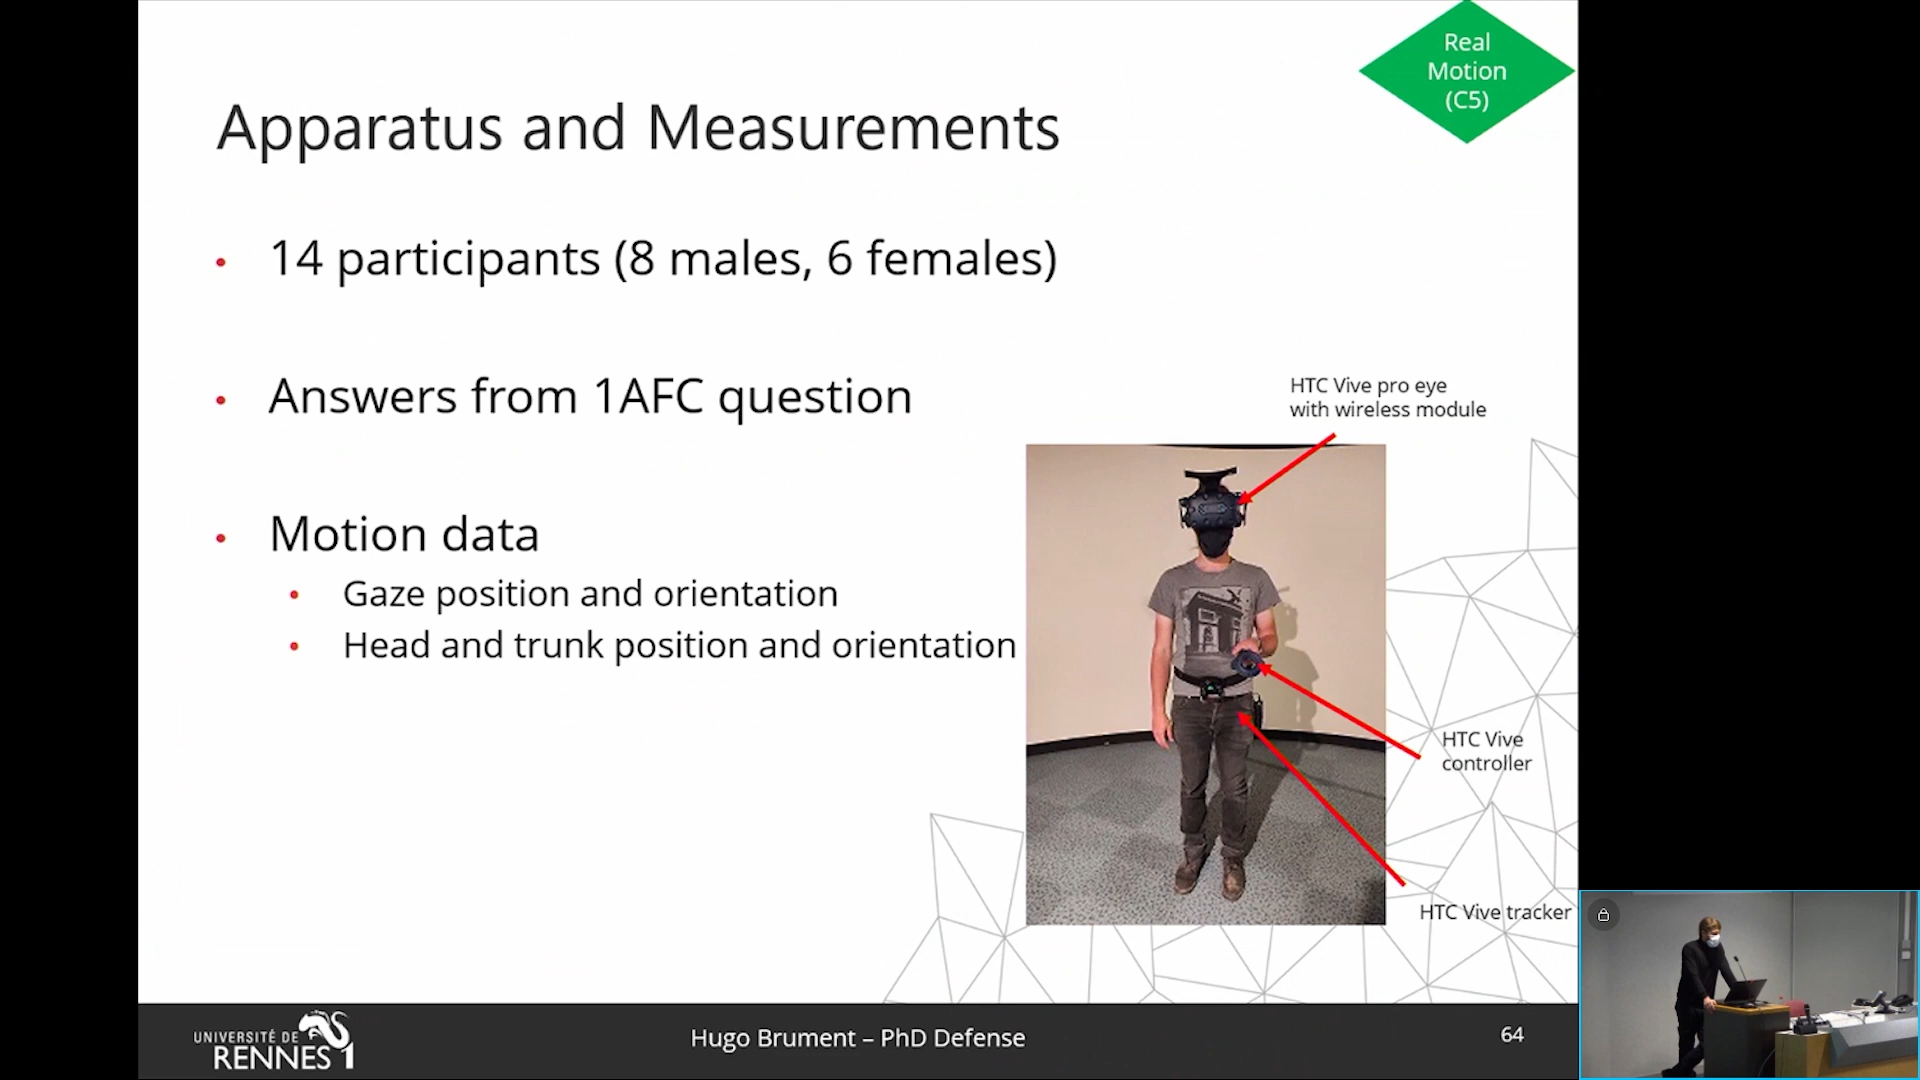 Real
Motion
(C5)
Apparatus and Measurements
• 14 participants (8 males, 6 females)
• Answers from 1AFC question
• Motion data
• Gaze position and orientation
• Head and trunk position and orientation
HTC Vive pro eye
with wireless module
HTC Vive
controller
HTC Vive tracker
UNIVERSITÉ DE
RENNES 1
Hugo Brument – PhD Defense
64